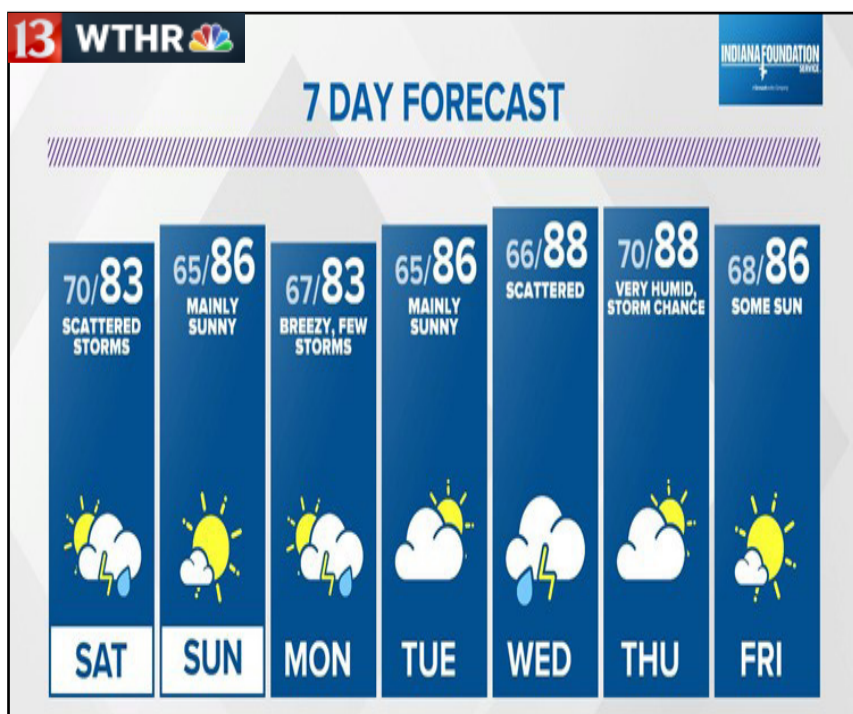 13 WTHR
INDIANA FOUNDATION
SERVICE
7 DAY FORECAST
70/83
SCATTERED
STORMS
SAT
65/86
MAINLY
SUNNY
SUN
67/83
BREEZY, FEW
STORMS
MON
65/86
MAINLY
SUNNY
TUE
66/88
SCATTERED
WED
70/88
VERY HUMID,
STORM CHANCE
THU
68/86
SOME SUN
FRI